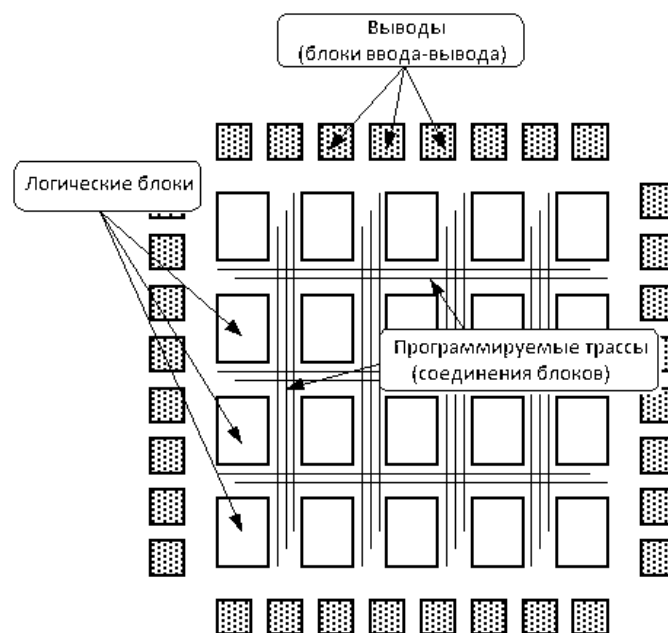 Выводы
(блоки ввода-вывода)
Логические блоки
Программируемые трассы
(соединения блоков)